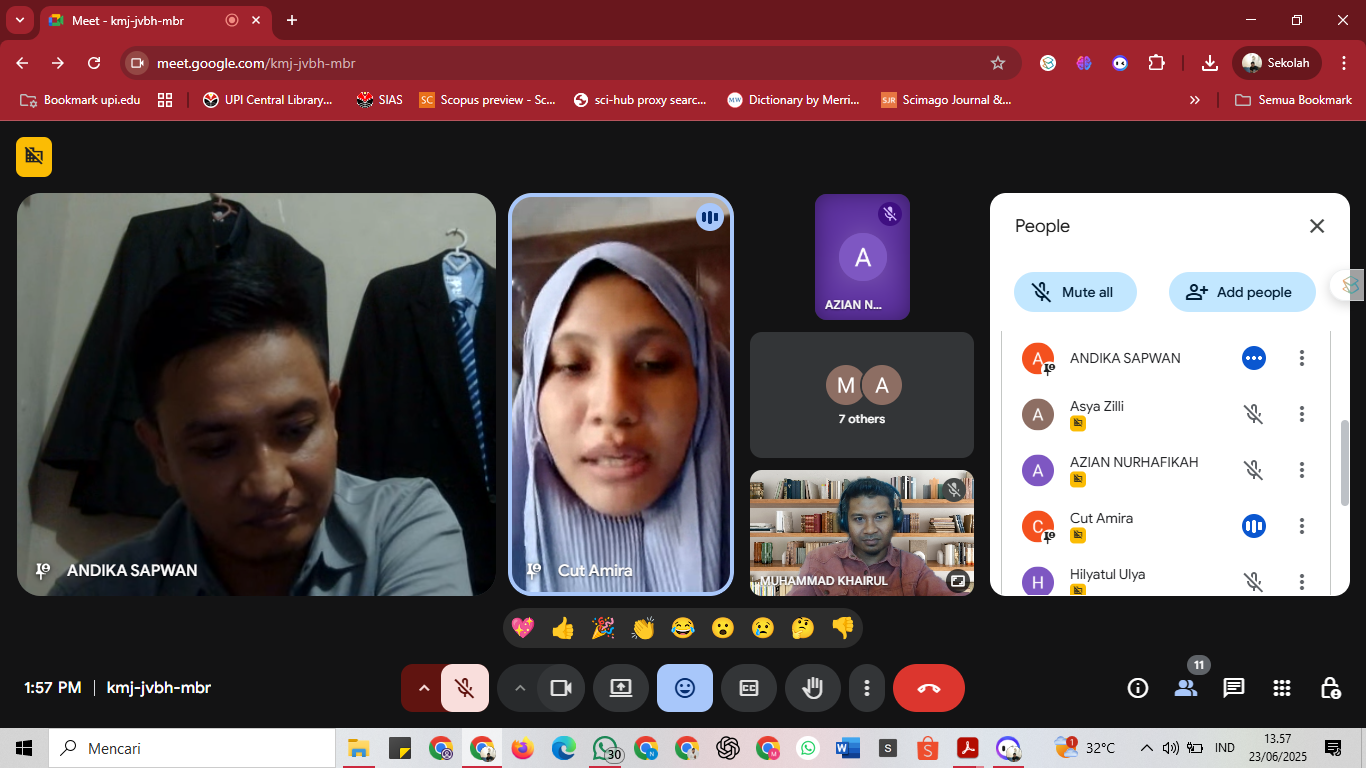 Meet - kmj-jvbh-mbr
meet.google.com/kmj-jvbh-mbr
Sekolah
Bookmark upi.edu
UPI Central Library...
SIAS
SC
Scopus preview - Sc...
sci-hub proxy searc...
MW
Dictionary by Merri...
SJR
Scimago Journal &...
»
Semua Bookmark
ANDIKA SAPWAN
Cut Amira
A
AZIAN N...
M A
7 others
MUHAMMAD KHAIRUL
People
Mute all
Add people
A
ANDIKA SAPWAN
A
Asya Zilli
A
AZIAN NURHAFIKAH
C
Cut Amira
H
Hilyatul Ulya
1:57 PM | kmj-jvbh-mbr
CC
11
Mencari
30
N
M
W
S
S
1
32°C
IND
13.57
23/06/2025